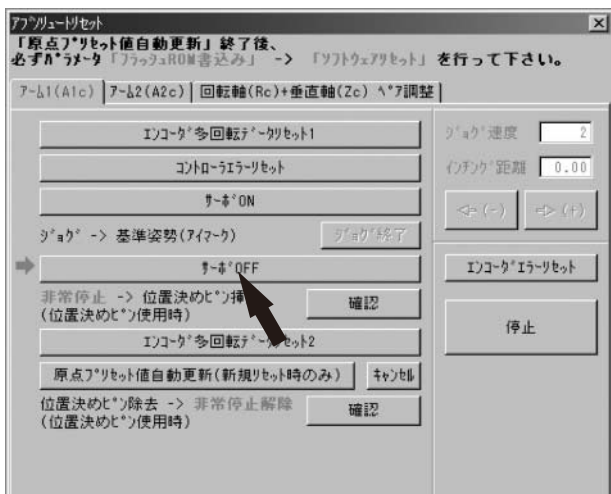 アブソリュートリセット
「原点プリセット値自動更新」終了後、
必ずパラメータ「フラッシュROM書込み」 -> 「ソフトウェアリセット」を行って下さい。
アーム1(A1c) アーム2(A2c) 回転軸(Rc)+垂直軸(Zc) ペア調整
エンコーダ多回転データリセット1
コントローラエラーリセット
サーボON
ジョグ -> 基準姿勢(アイマーク) ジョグ終了
サーボOFF
非常停止 -> 位置決めピン挿
(位置決めピン使用時)
確認
エンコーダ多回転データリセット2
原点プリセット値自動更新(新規リセット時のみ) キャンセル
位置決めピン除去 -> 非常停止解除
(位置決めピン使用時)
確認
ジョグ速度 2
インチング距離 0.00
(-) (+)
エンコーダエラーリセット
停止